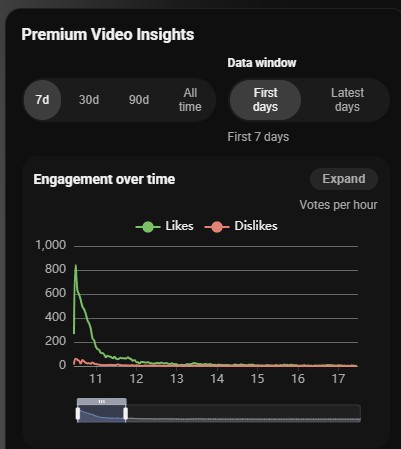 Premium Video Insights
Data window
7d
30d
90d
All
time
First
days
Latest
days
First 7 days
Engagement over time
Expand
Votes per hour
Likes
Dislikes
1,000
800
600
400
200
0
11 12 13 14 15 16 17